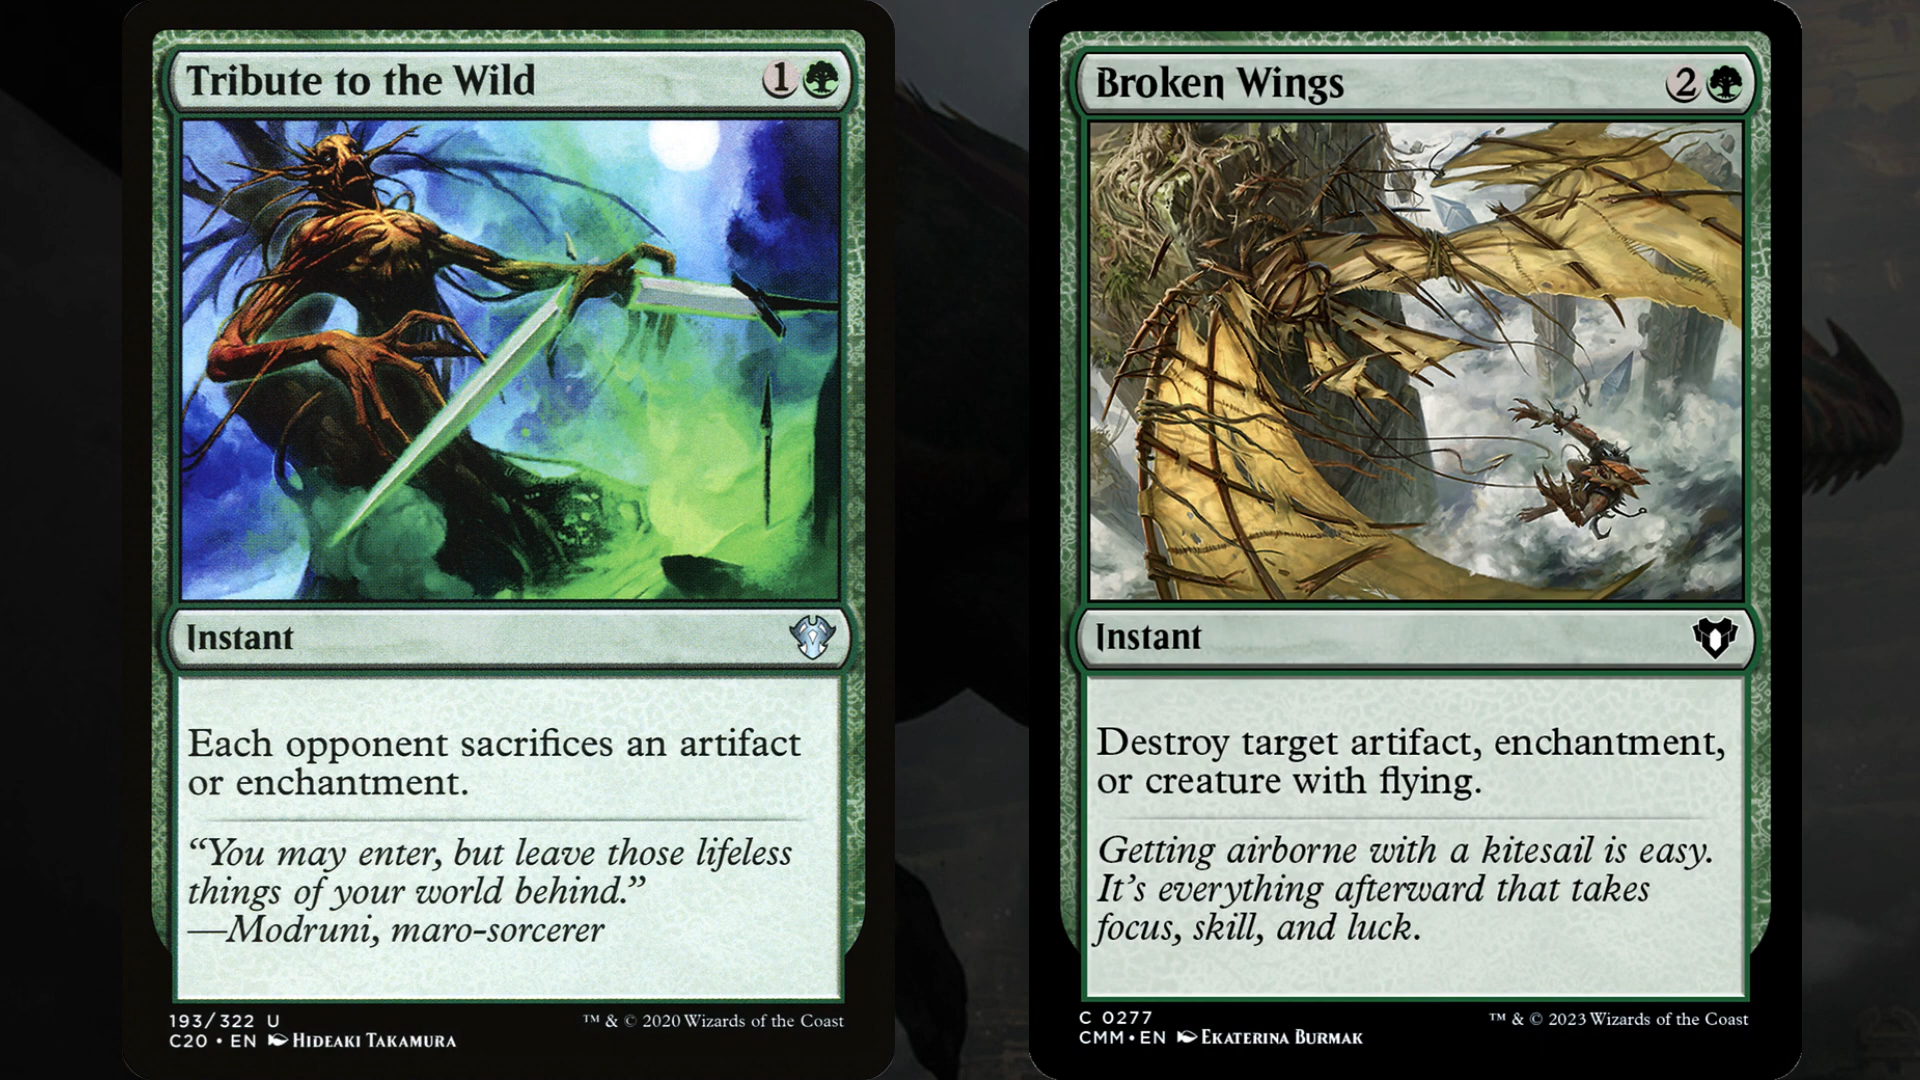 Tribute to the Wild
1
Instant
Each opponent sacrifices an artifact
or enchantment.
“You may enter, but leave those lifeless
things of your world behind.”
—Modruni, maro-sorcerer
193/322 U
C20 • EN Hideaki Takamura
™ & © 2020 Wizards of the Coast
Broken Wings
2
Instant
Destroy target artifact, enchantment,
or creature with flying.
Getting airborne with a kitesail is easy.
It’s everything afterward that takes
focus, skill, and luck.
C 0277
CMM • EN Ekaterina Burmak
™ & © 2023 Wizards of the Coast